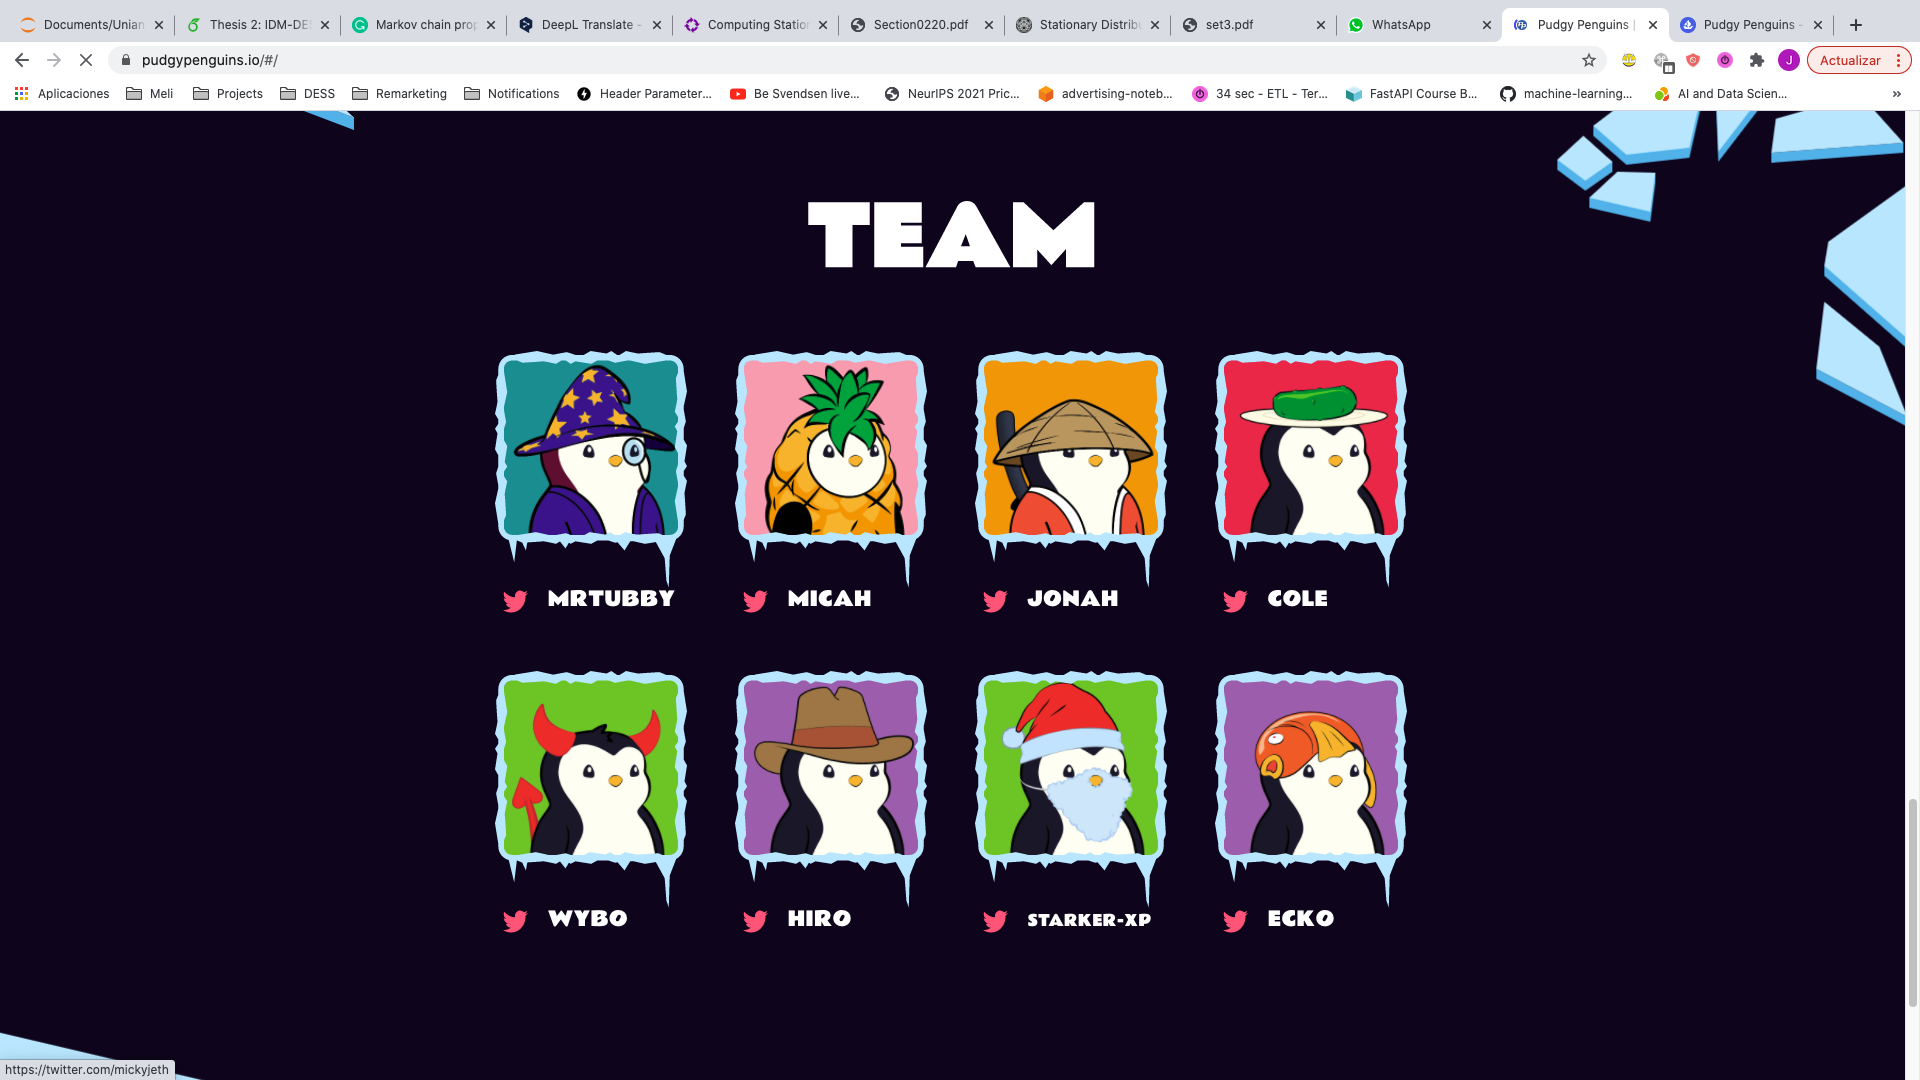 Documents/Unian
Thesis 2: IDM-DE
Markov chain prop
DeepL Translate -
Computing Station
Section0220.pdf
Stationary Distribu
set3.pdf
WhatsApp
Pudgy Penguins |
Pudgy Penguins -
pudgypenguins.io/#/
J
Actualizar
Aplicaciones
Meli
Projects
DESS
Remarketing
Notifications
Header Parameter...
Be Svendsen live...
NeurIPS 2021 Pric...
advertising-noteb...
34 sec - ETL - Ter...
FastAPI Course B...
machine-learning...
AI and Data Scien...
»
TEAM
MRTUBBY
MICAH
JONAH
COLE
WYBO
HIRO
STARKER-XP
ECKO
https://twitter.com/mickyjeth